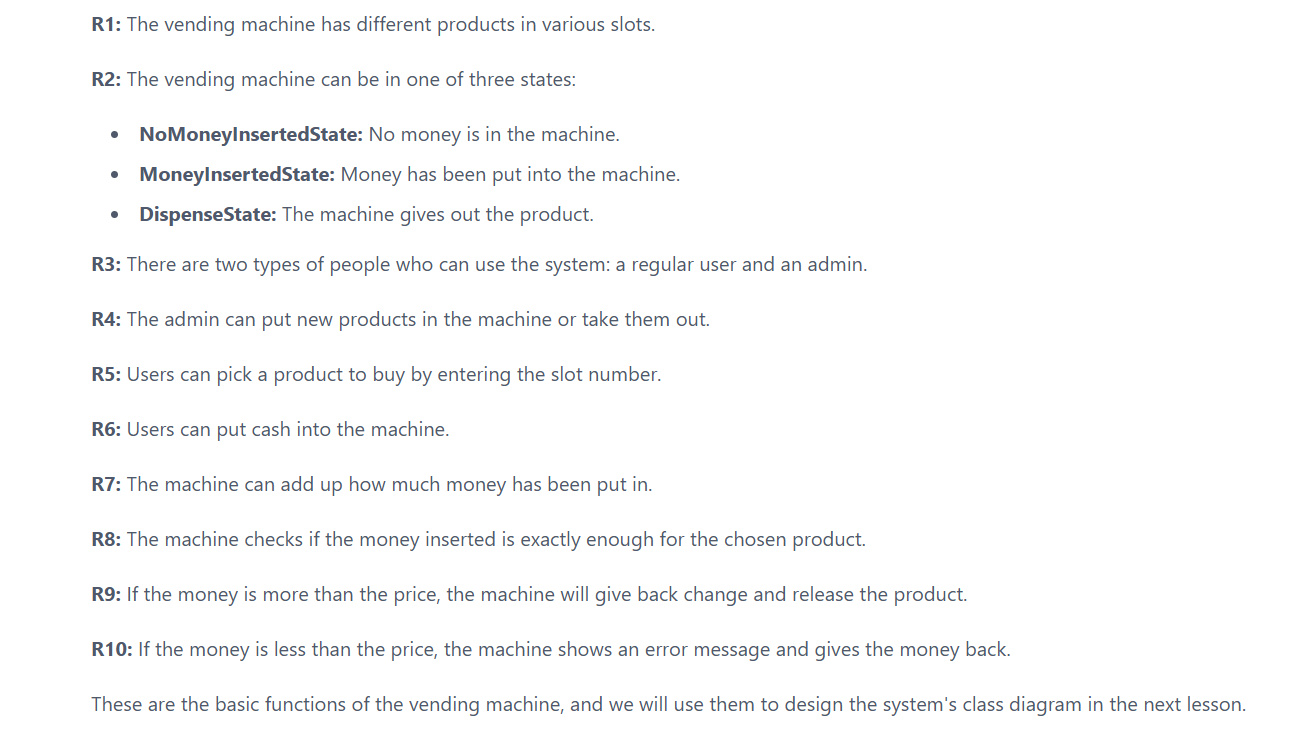 R1: The vending machine has different products in various slots.
R2: The vending machine can be in one of three states:
• NoMoneyInsertedState: No money is in the machine.
• MoneyInsertedState: Money has been put into the machine.
• DispenseState: The machine gives out the product.
R3: There are two types of people who can use the system: a regular user and an admin.
R4: The admin can put new products in the machine or take them out.
R5: Users can pick a product to buy by entering the slot number.
R6: Users can put cash into the machine.
R7: The machine can add up how much money has been put in.
R8: The machine checks if the money inserted is exactly enough for the chosen product.
R9: If the money is more than the price, the machine will give back change and release the product.
R10: If the money is less than the price, the machine shows an error message and gives the money back.
These are the basic functions of the vending machine, and we will use them to design the system's class diagram in the next lesson.